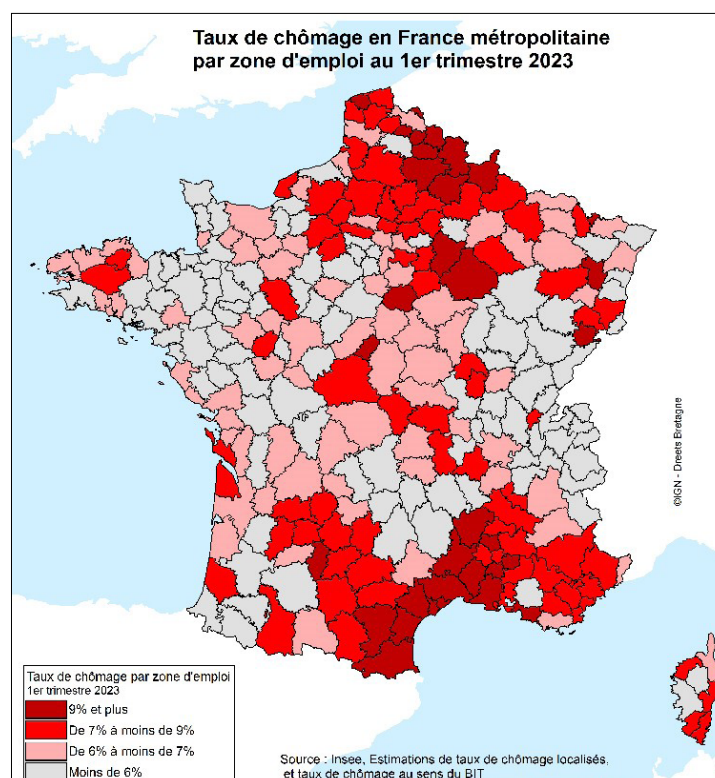 Taux de chômage en France métropolitaine
par zone d'emploi au 1er trimestre 2023
©IGN - Dreets Bretagne
Taux de chômage par zone d'emploi
1er trimestre 2023
9% et plus
De 7% à moins de 9%
De 6% à moins de 7%
Moins de 6%
Source : Insee, Estimations de taux de chômage localisés,
et taux de chômage au sens du BIT